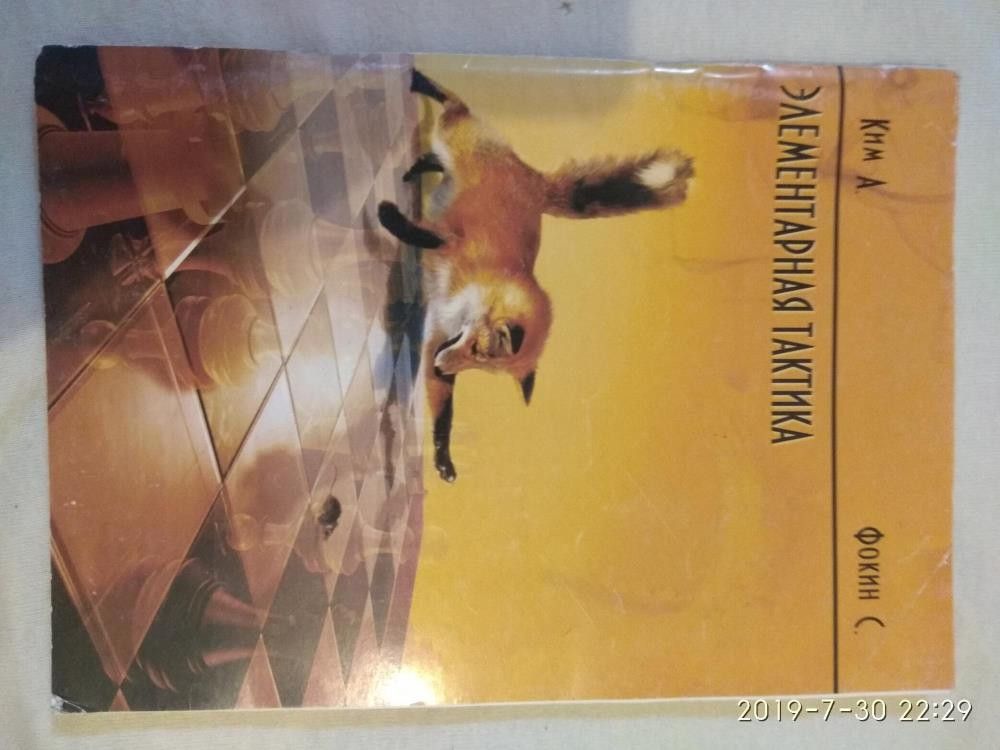 Ким А Фокин С.
ЭЛЕМЕНТАРНАЯ ТАКТИКА
2019-7-30 22:29